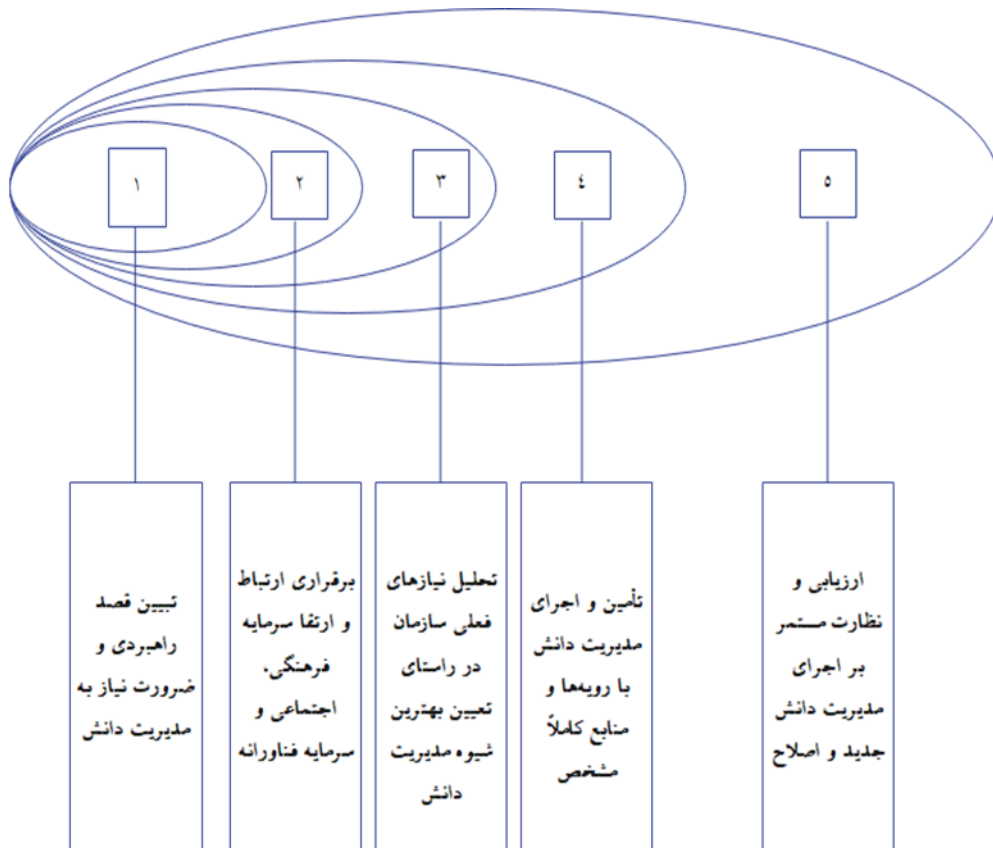 ۱
۲
۳
٤
۵
تبیین قصد
راهبردی و
ضرورت نیاز به
مدیریت دانش
برقراری ارتباط
و ارتقا سرمایه
فرهنگی،
اجتماعی و
سرمایه فناورانه
تحلیل نیازهای
فعلی سازمان
در راستای
تعیین بهترین
شیوه مدیریت
دانش
تأمین و اجرای
مدیریت دانش
با رویه‌ها و
منابع کاملاً
مشخص
ارزیابی و
نظارت مستمر
بر اجرای
مدیریت دانش
جدید و اصلاح